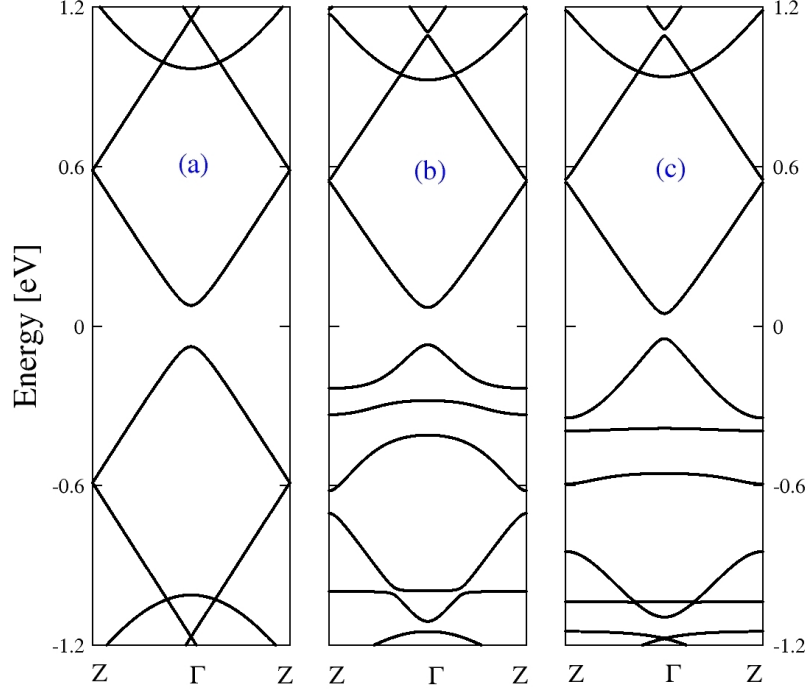 1.2 1.2
(a) (b) (c)
0.6 0.6
Energy [eV]
0 0
-0.6 -0.6
-1.2 -1.2
Z Γ Z Z Γ Z Z Γ Z